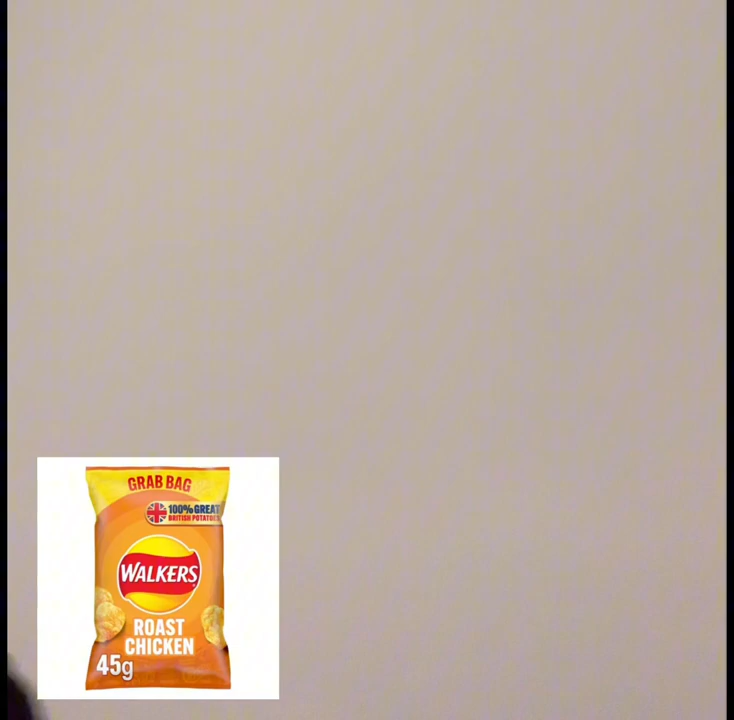 GRAB BAG
100% GREAT
BRITISH POTATOES
WALKERS
ROAST
CHICKEN
45g